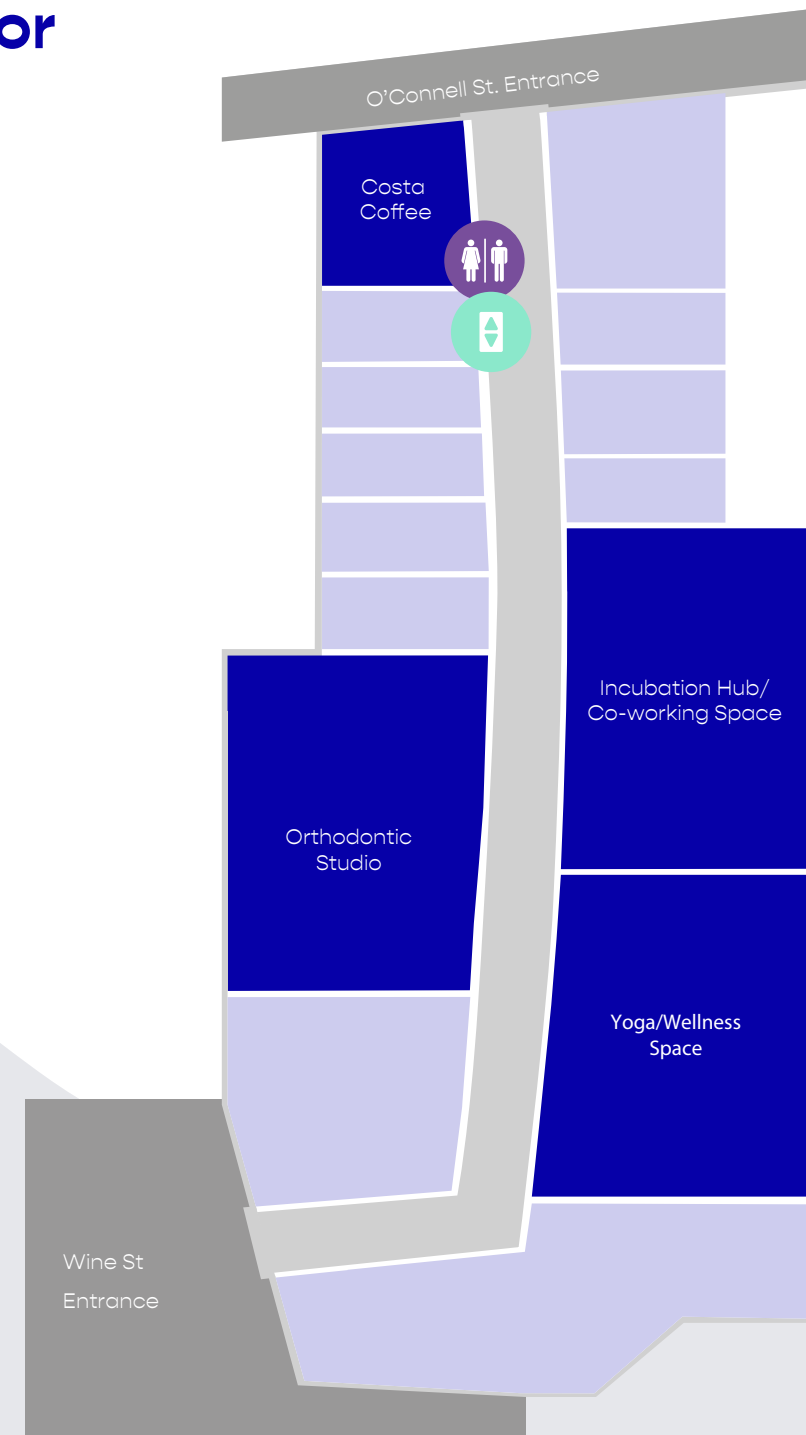 or
O'Connell St. Entrance
Costa
Coffee
Incubation Hub/
Co-working Space
Orthodontic
Studio
Yoga/Wellness
Space
Wine St
Entrance